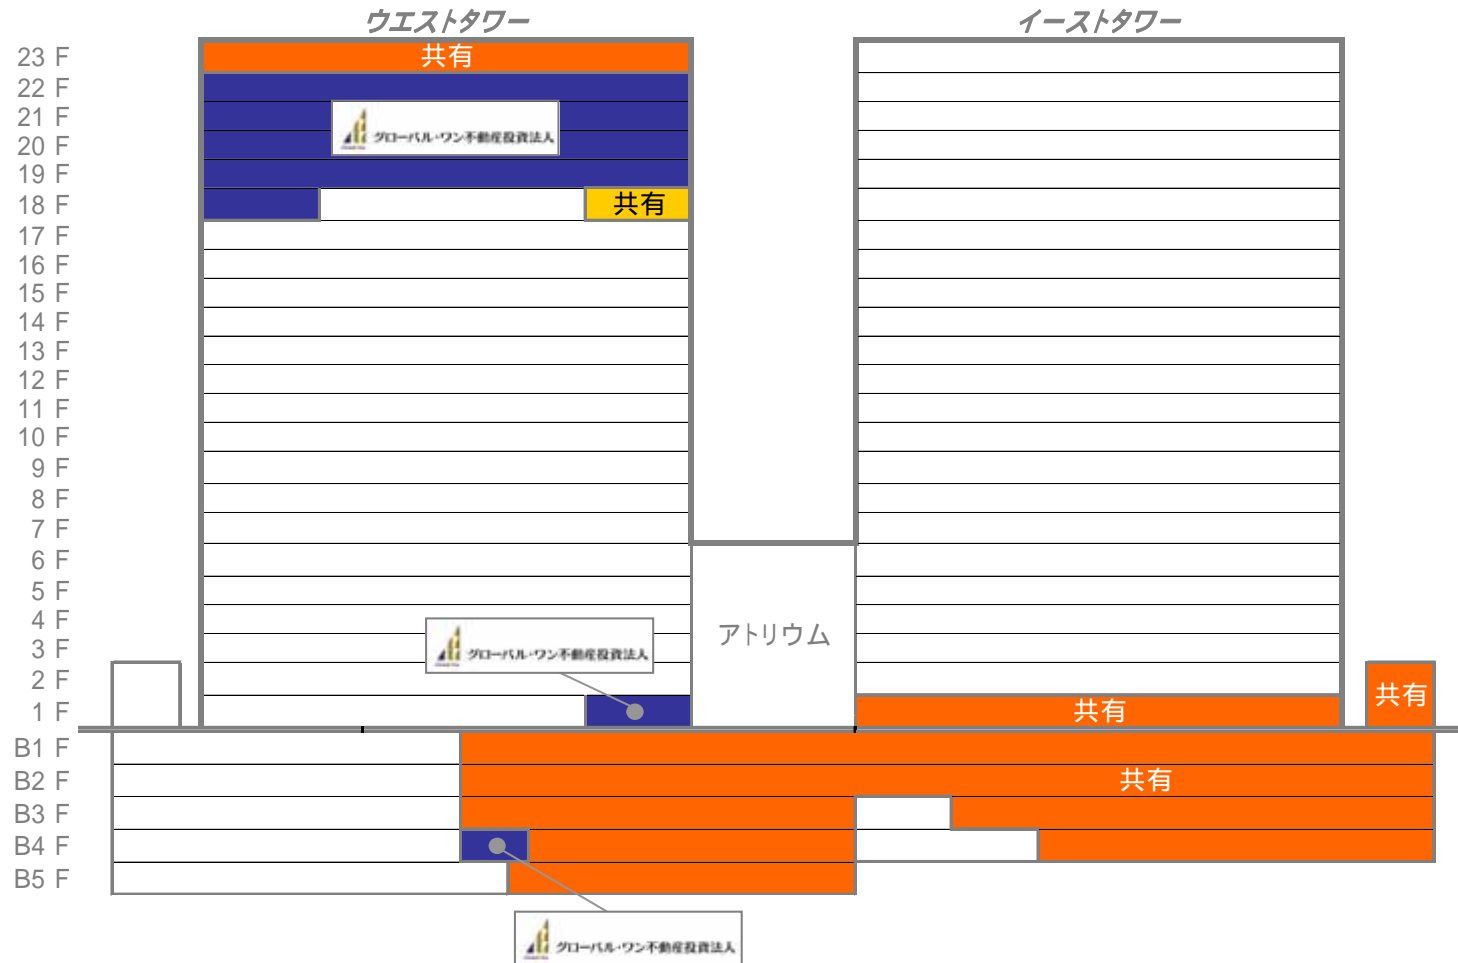 ウエストタワー
イーストタワー
23 F
共有
22 F
21 F
グローバル・ワン不動産投資法人
20 F
19 F
18 F
共有
17 F
16 F
15 F
14 F
13 F
12 F
11 F
10 F
9 F
8 F
7 F
6 F
5 F
4 F
アトリウム
3 F
グローバル・ワン不動産投資法人
2 F
共有
1 F
共有
B1 F
B2 F
共有
B3 F
B4 F
B5 F
グローバル・ワン不動産投資法人